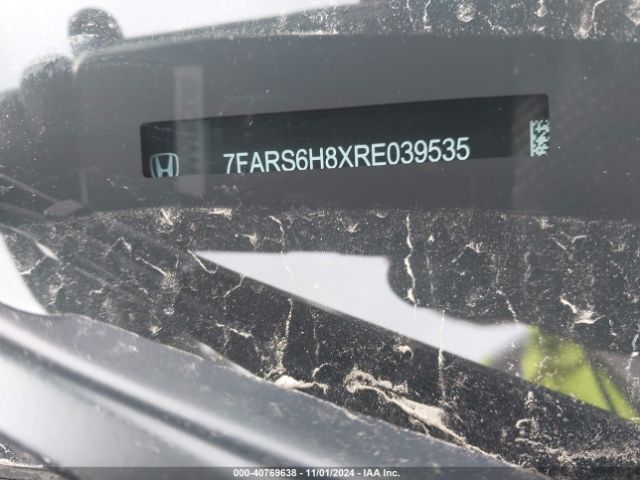 7FARS6H8XRE039535
000-40769638 - 11/01/2024 - IAA Inc.